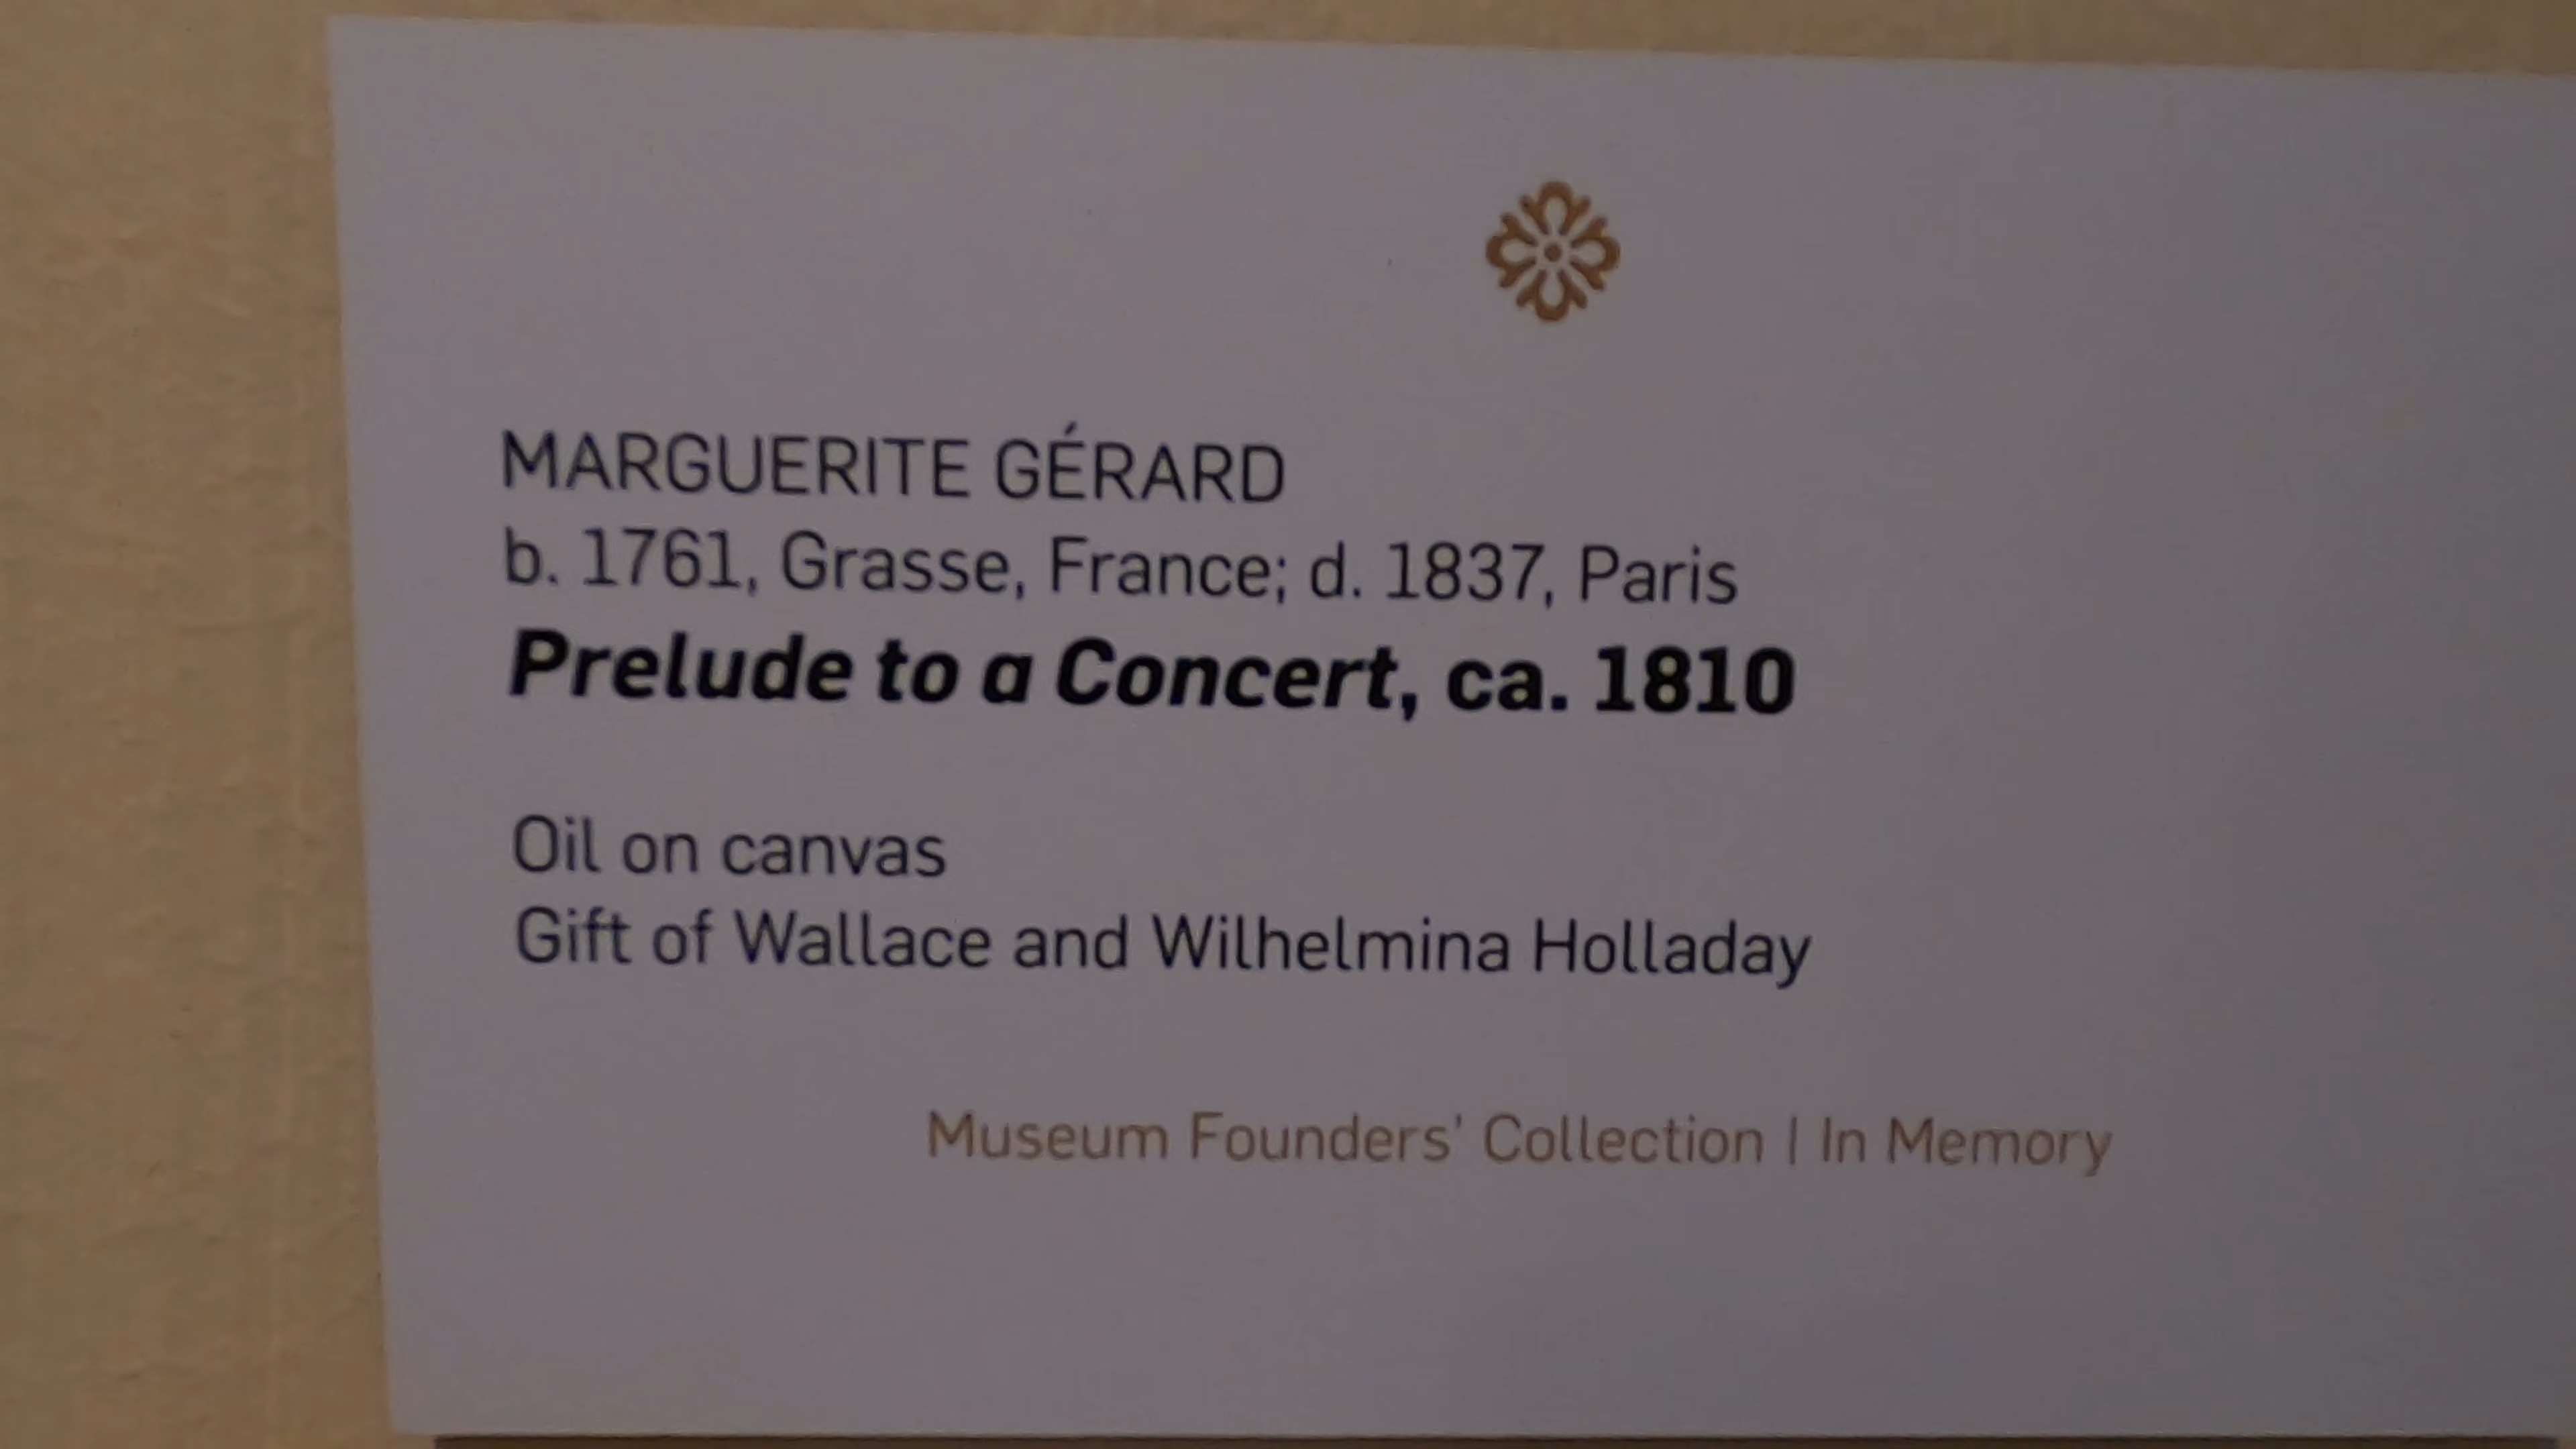 MARGUERITE GÉRARD
b. 1761, Grasse, France; d. 1837, Paris
Prelude to a Concert, ca. 1810
Oil on canvas
Gift of Wallace and Wilhelmina Holladay
Museum Founders' Collection | In Memory